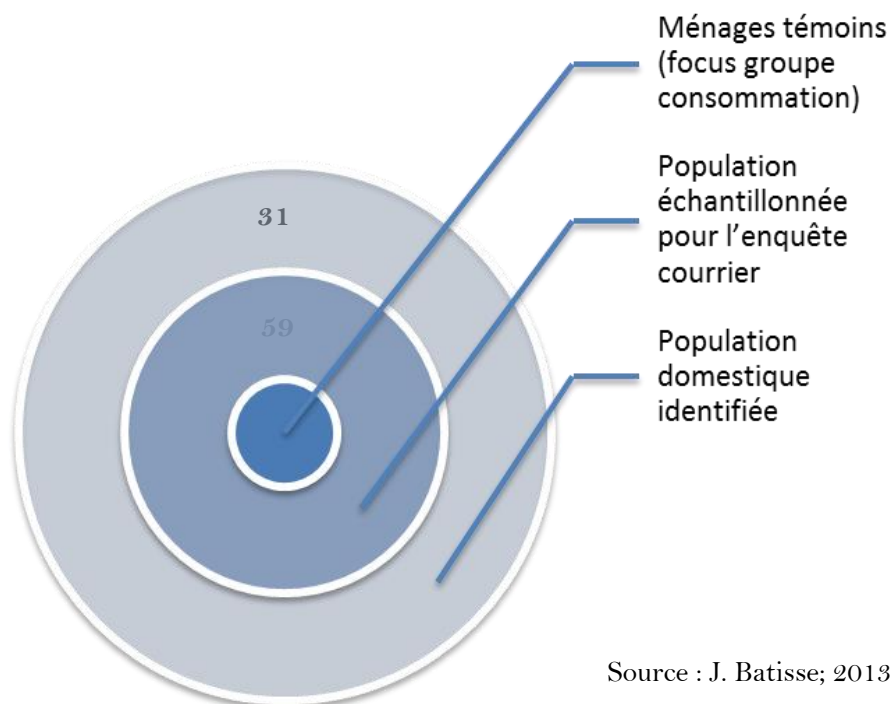 Ménages témoins
(focus groupe
consommation)
31
Population
échantillonnée
pour l'enquête
courrier
59
Population
domestique
identifiée
Source : J. Batisse; 2013